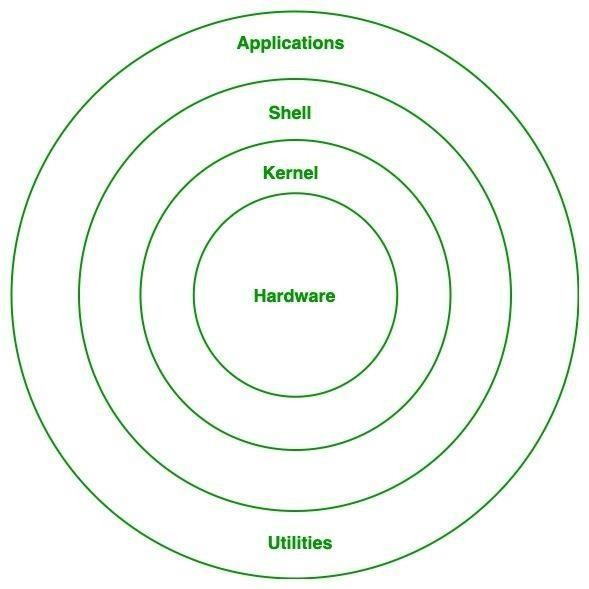 Applications
Shell
Kernel
Hardware
Utilities